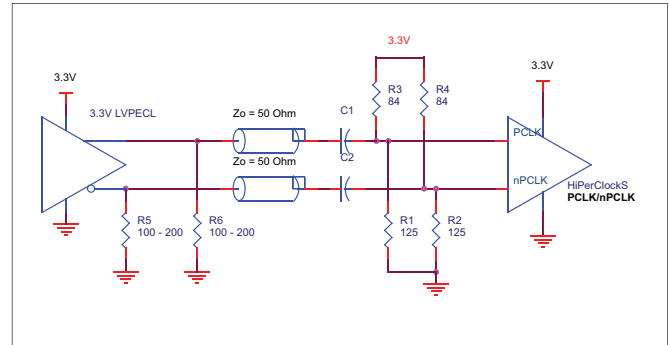 3.3V
3.3V
3.3V
3.3V LVPECL
Zo = 50 Ohm
C1
R3
84
R4
84
PCLK
Zo = 50 Ohm
C2
nPCLK
HiPerClockS
PCLK/nPCLK
R5
100 - 200
R6
100 - 200
R1
125
R2
125